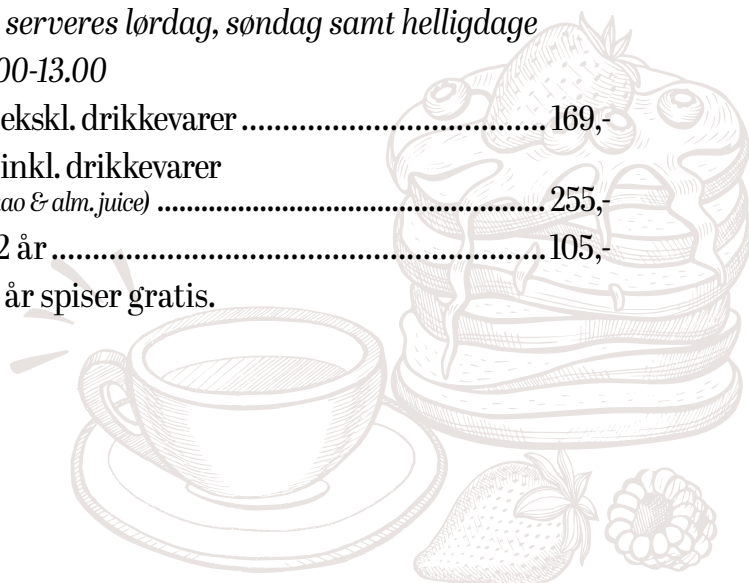 serveres lørdag, søndag samt helligdage
00-13.00
ekskl. drikkevarer ................................................ 169,-
inkl. drikkevarer
ao & alm. juice) ................................................................ 255,-
2 år ................................................................................ 105,-
år spiser gratis.